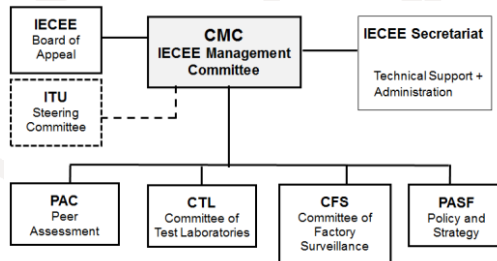 IECEE
Board of
Appeal
CMC
IECEE Management
Committee
IECEE Secretariat
Technical Support +
Administration
ITU
Steering
Committee
PAC
Peer
Assessment
CTL
Committee of
Test Laboratories
CFS
Committee of
Factory
Surveillance
PASF
Policy and
Strategy